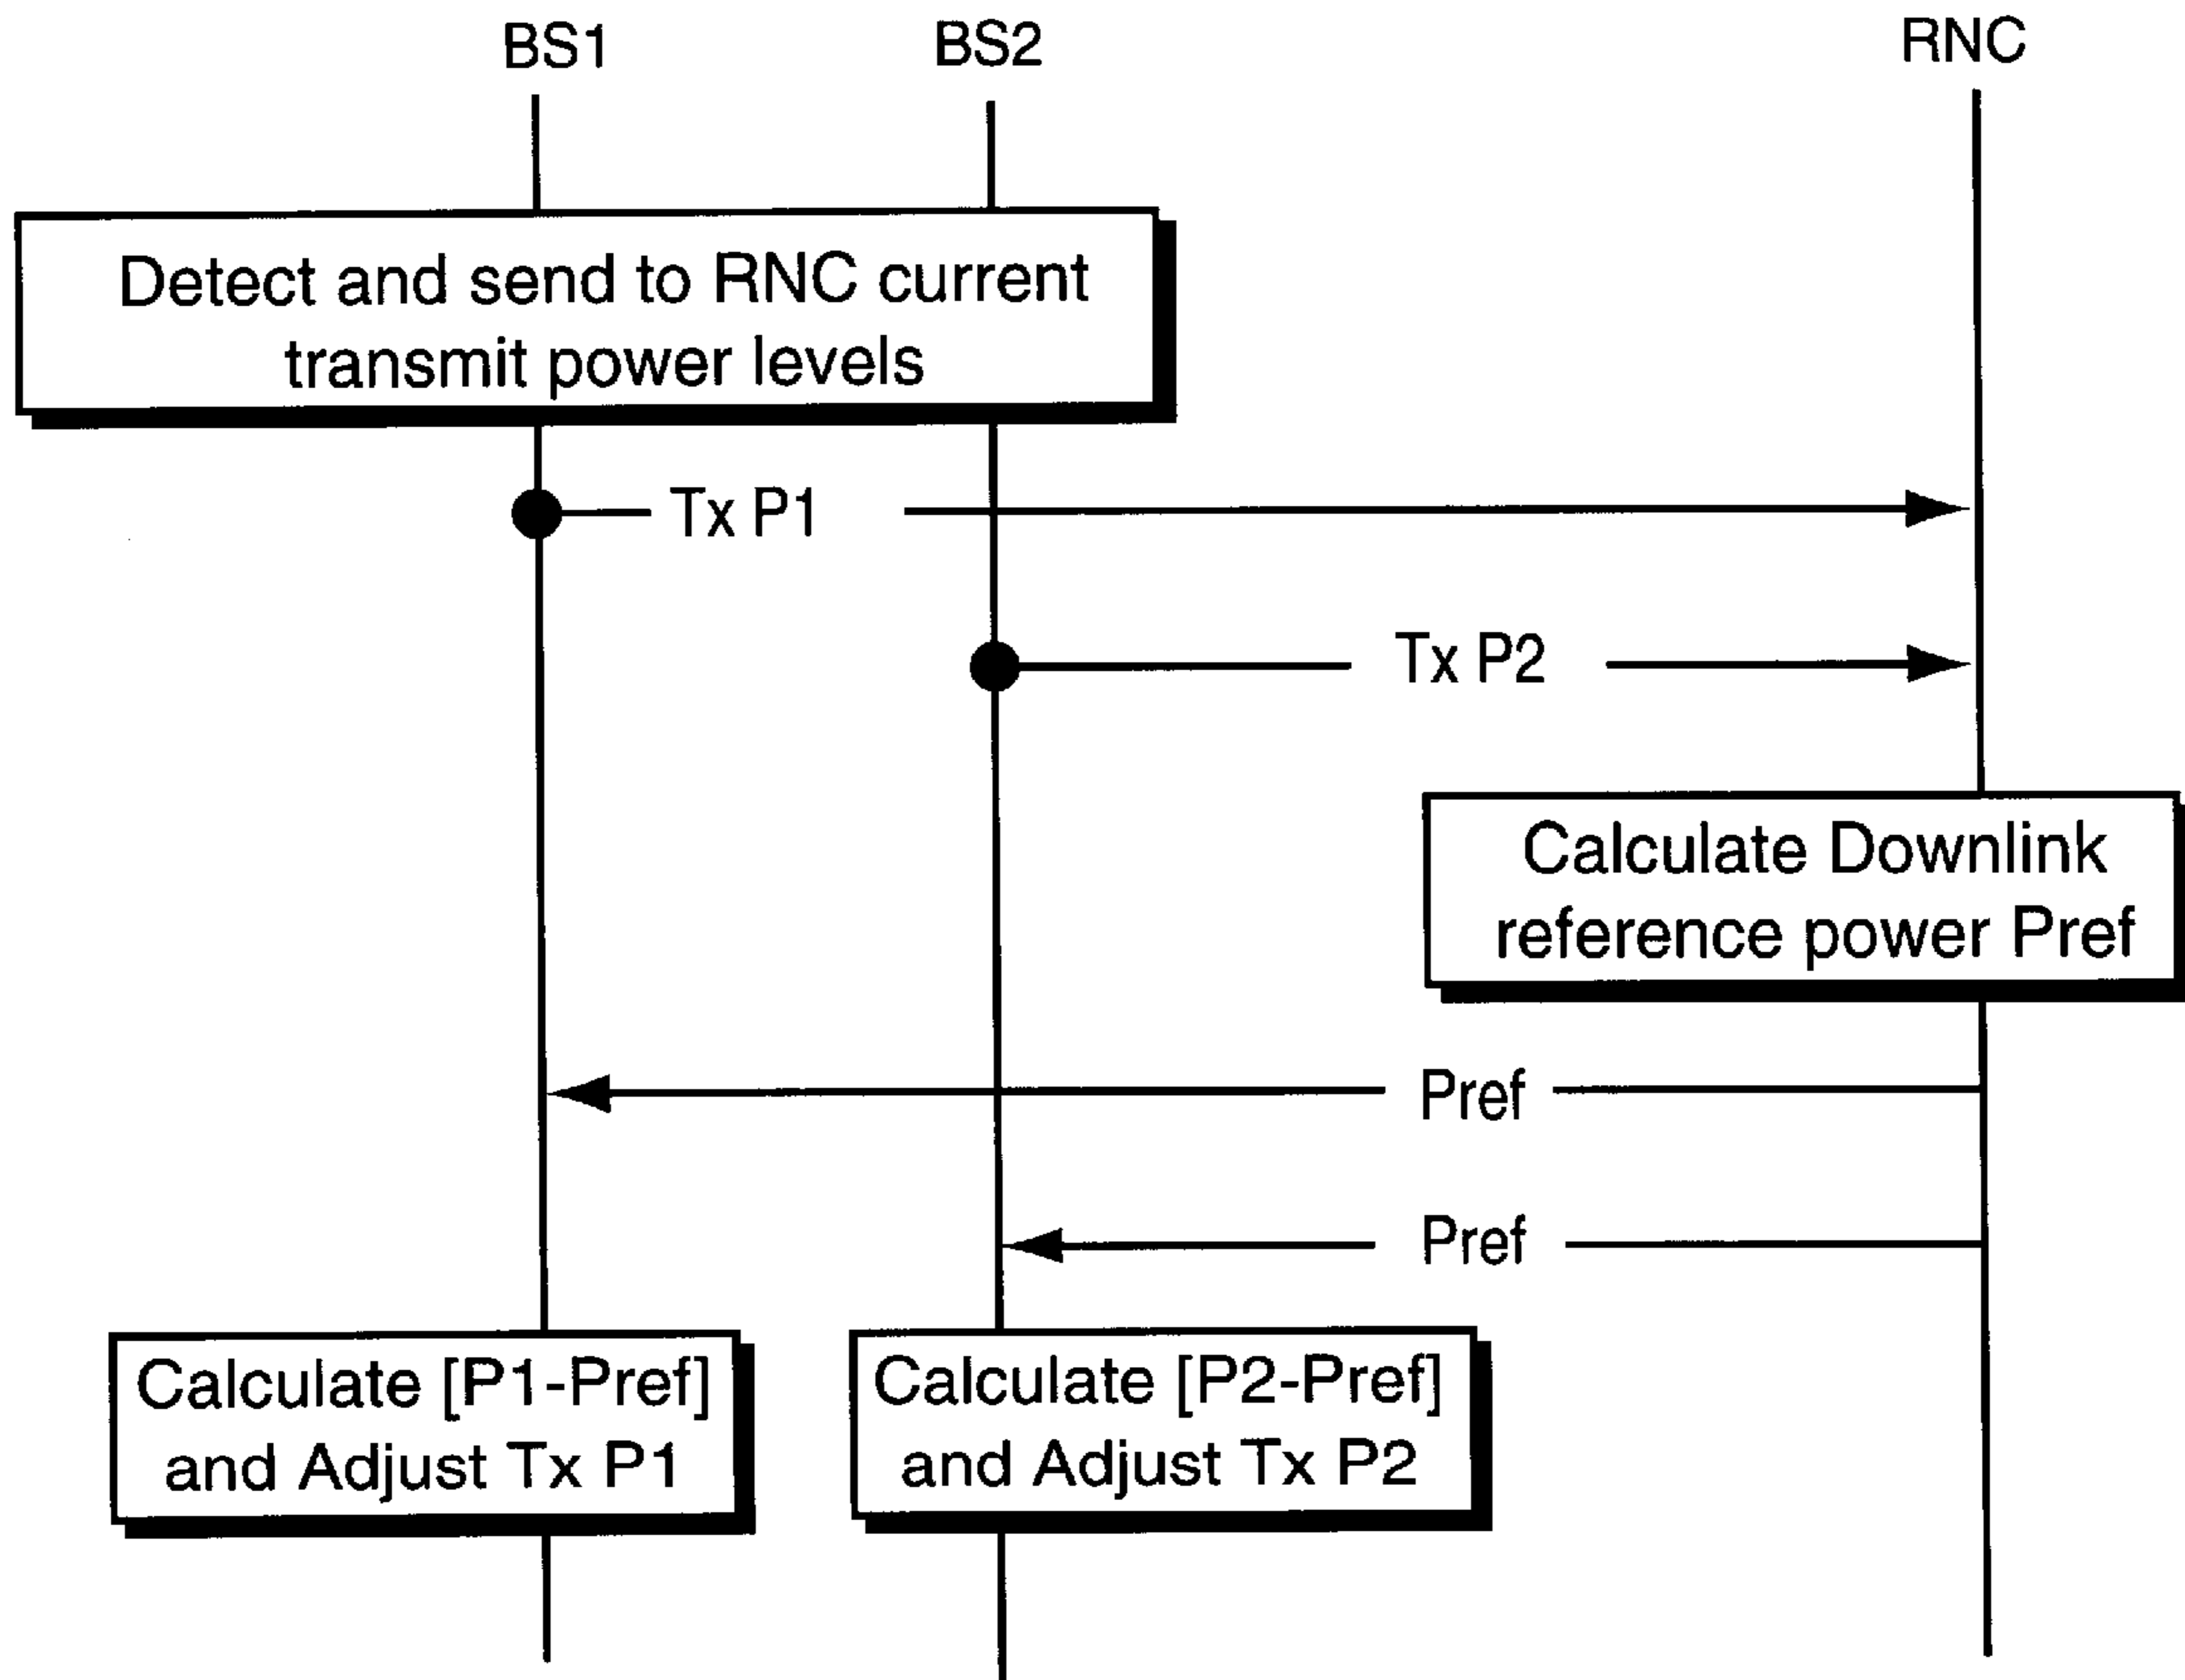 BS1
BS2
RNC
Detect and send to RNC current
transmit power levels
Tx P1
Tx P2
Calculate Downlink
reference power Pref
Pref
Pref
Calculate [P1-Pref]
and Adjust Tx P1
Calculate [P2-Pref]
and Adjust Tx P2